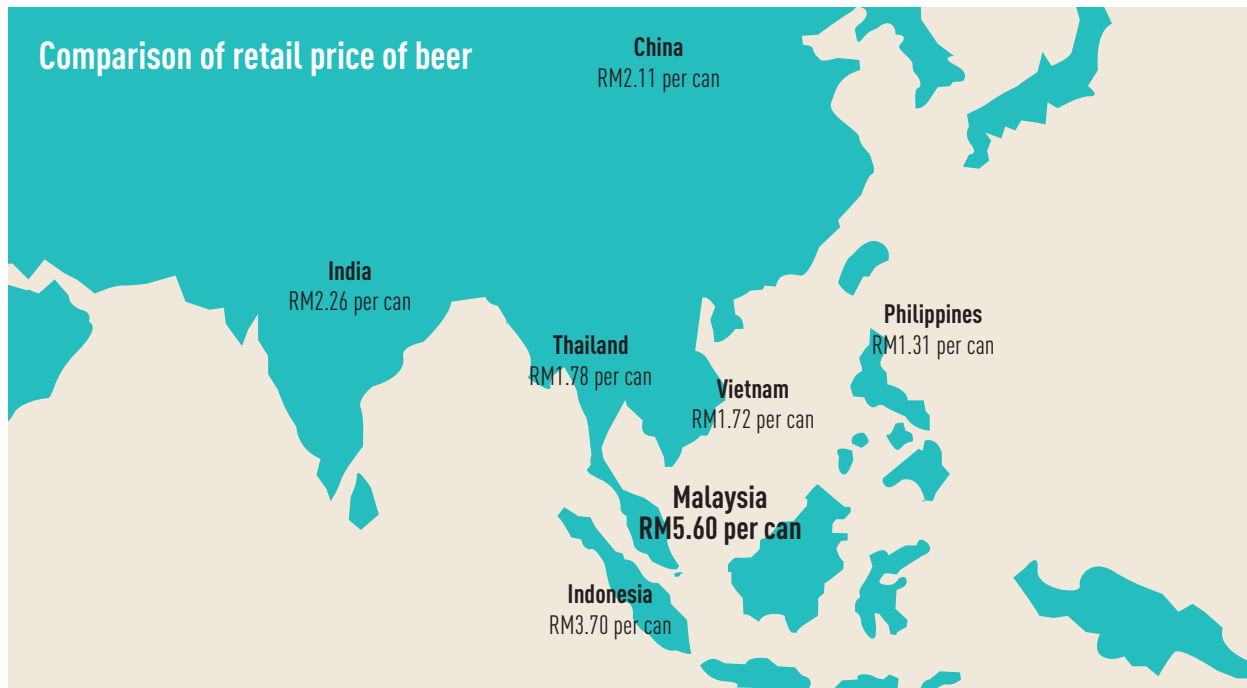 Comparison of retail price of beer
China
RM2.11 per can
India
RM2.26 per can
Philippines
RM1.31 per can
Thailand
RM1.78 per can
Vietnam
RM1.72 per can
Malaysia
RM5.60 per can
Indonesia
RM3.70 per can